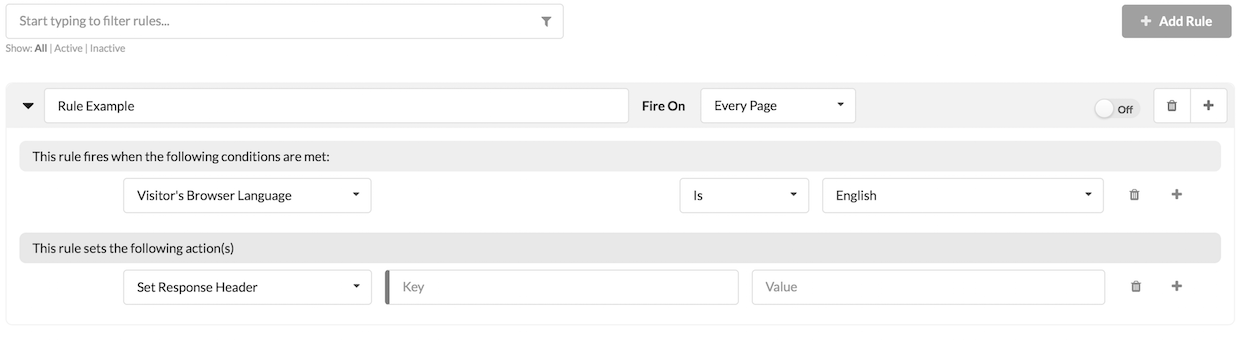 Start typing to filter rules...
+ Add Rule
Show: All | Active | Inactive
Rule Example Fire On Every Page Off
This rule fires when the following conditions are met:
Visitor's Browser Language Is English
This rule sets the following action(s)
Set Response Header Key Value